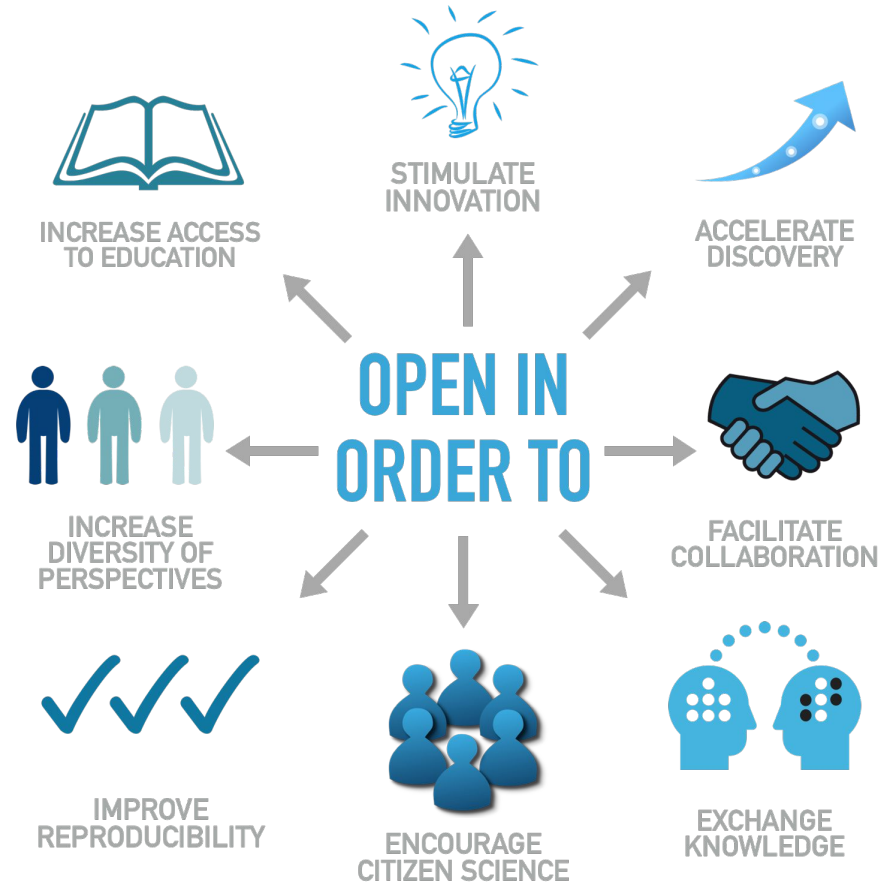 STIMULATE
INNOVATION
INCREASE ACCESS
TO EDUCATION
ACCELERATE
DISCOVERY
OPEN IN
ORDER TO
INCREASE
DIVERSITY OF
PERSPECTIVES
FACILITATE
COLLABORATION
IMPROVE
REPRODUCIBILITY
ENCOURAGE
CITIZEN SCIENCE
EXCHANGE
KNOWLEDGE